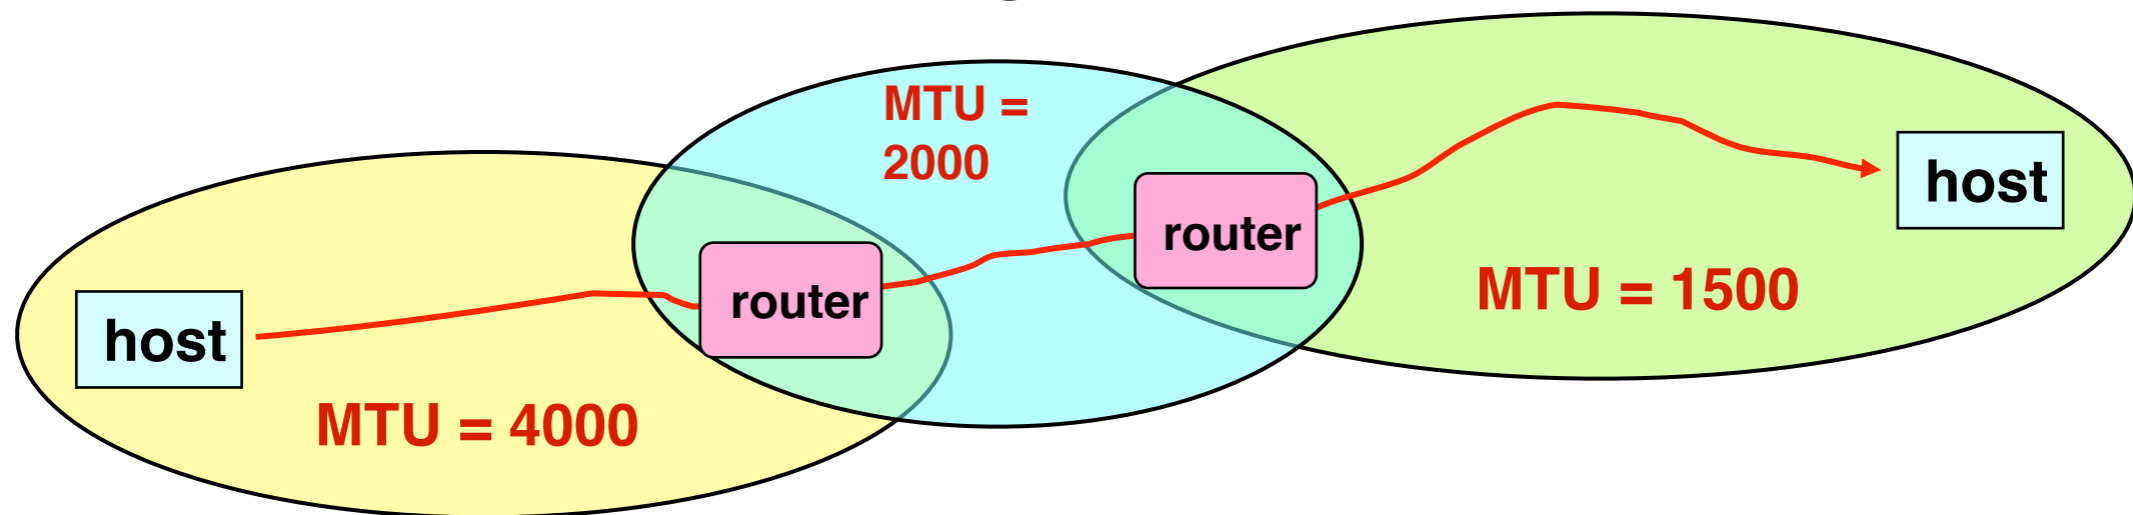 MTU =
2000
host
router
router
host
MTU = 1500
MTU = 4000